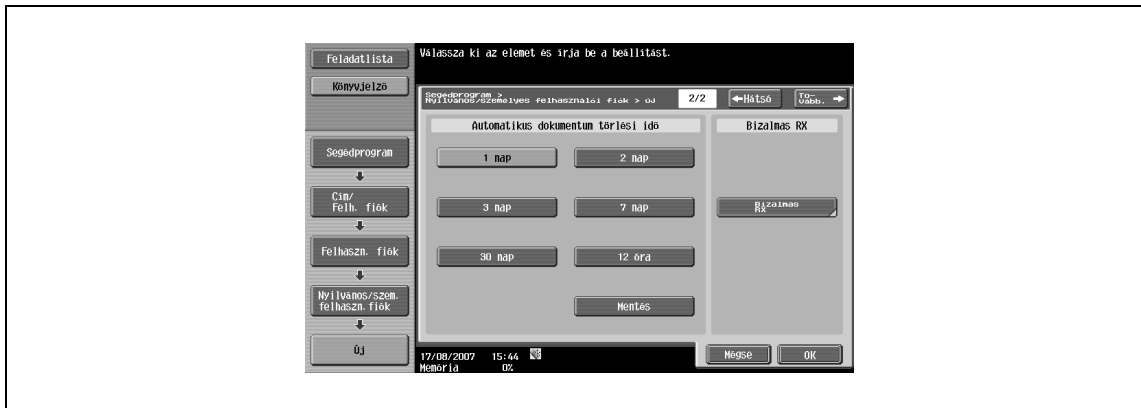 Feladatlista
Könyvjelző
Segédprogram
Cím/
Felh. fiók
Felhaszn. fiók
Nyilvános/szem.
felhaszn.fiók
Új
Válassza ki az elemet és írja be a beállítást.
Segédprogram >
Nyilvános/személyes felhasználói fiók > Új
2/2
←Hátsó
To-
vább. →
Automatikus dokumentum törlési idő
1 nap
2 nap
3 nap
7 nap
30 nap
12 óra
Mentés
Bizalmas RX
Bizalmas
RX
17/08/2007 15:44
Memória 0%
Mégse
OK